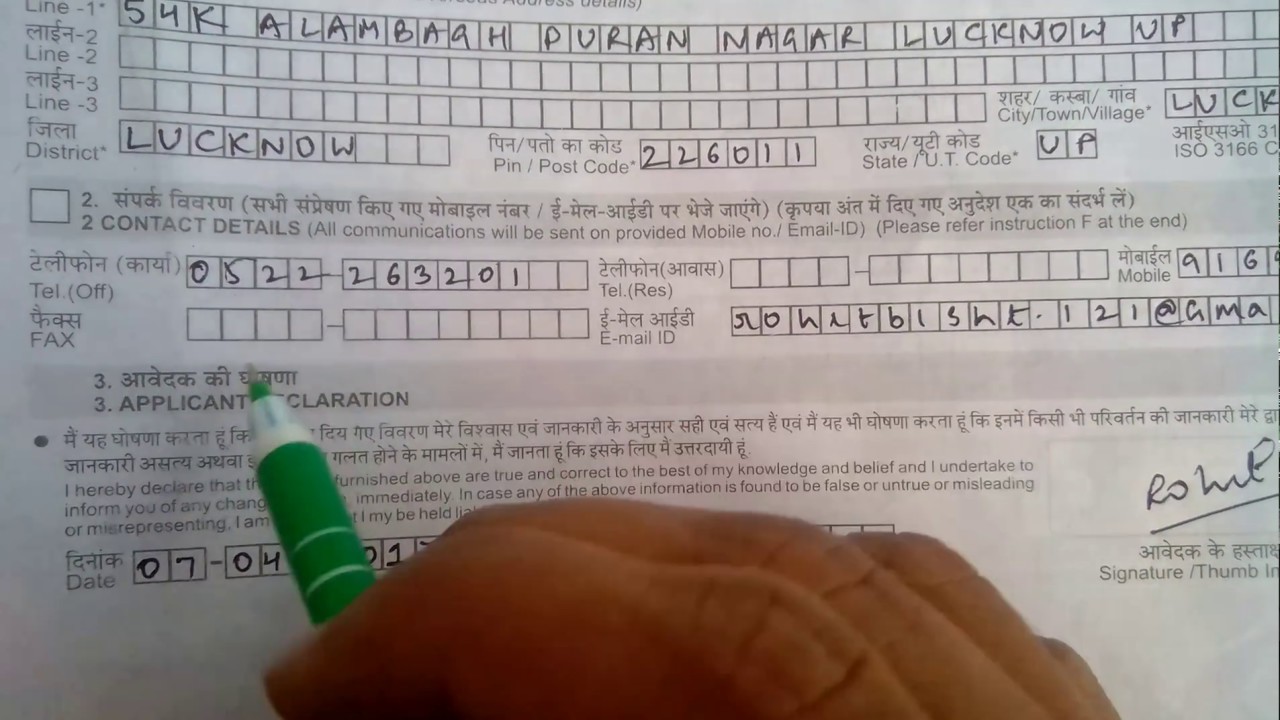 Line -1* 54K ALAMBAGH PURAN NAGAR LUCKNOW UP
लाईन-2
Line -2
लाईन-3
Line -3
शहर/ कस्बा/ गांव
City/Town/Village* LUCK
जिला
District* LUCKNOW
पिन/पतो का कोड
Pin / Post Code* 226011
राज्य/यूटी कोड
State / U.T. Code* UP
आईएसओ 31
ISO 3166 C
2. संपर्क विवरण (सभी संप्रेषण किए गए मोबाइल नंबर / ई-मेल-आईडी पर भेजे जाएंगे) (कृपया अंत में दिए गए अनुदेश एक का संदर्भ लें)
2 CONTACT DETAILS (All communications will be sent on provided Mobile no./ Email-ID) (Please refer instruction F at the end)
टेलीफोन (कार्या) 0522-263201
Tel.(Off)
टेलीफोन(आवास)
Tel.(Res)
मोबाईल
Mobile 916
फैक्स
FAX
ई-मेल आईडी
E-mail ID rohitbisht.121@Gma
3. आवेदक की घोषणा
3. APPLICANT CLARATION
मैं यह घोषणा करता हूं कि दिय गए विवरण मेरे विश्वास एवं जानकारी के अनुसार सही एवं सत्य हैं एवं मैं यह भी घोषणा करता हूं कि इनमें किसी भी परिवर्तन की जानकारी मेरे
जानकारी असत्य अथवा गलत होने के मामलों में, मैं जानता हूं कि इसके लिए मैं उत्तरदायी हूं.
I hereby declare that furnished above are true and correct to the best of my knowledge and belief and I undertake to
inform you of any chang immediately. In case any of the above information is found to be false or untrue or misleading
or misrepresenting, I am I my be held
Rohit
दिनांक
Date 07-04 01
आवेदक के हस्ताक्ष
Signature /Thumb